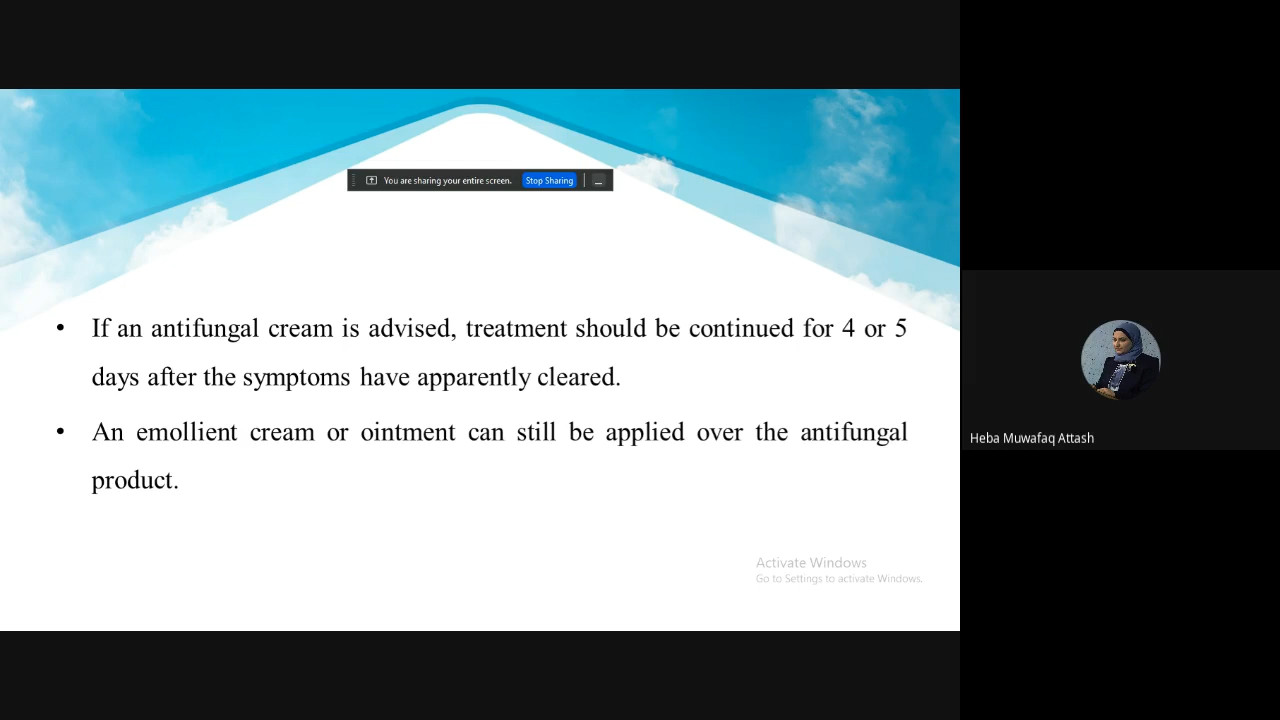 You are sharing your entire screen.
Stop Sharing
• If an antifungal cream is advised, treatment should be continued for 4 or 5
days after the symptoms have apparently cleared.
• An emollient cream or ointment can still be applied over the antifungal
product.
Activate Windows
Go to Settings to activate Windows.
Heba Muwafaq Attash